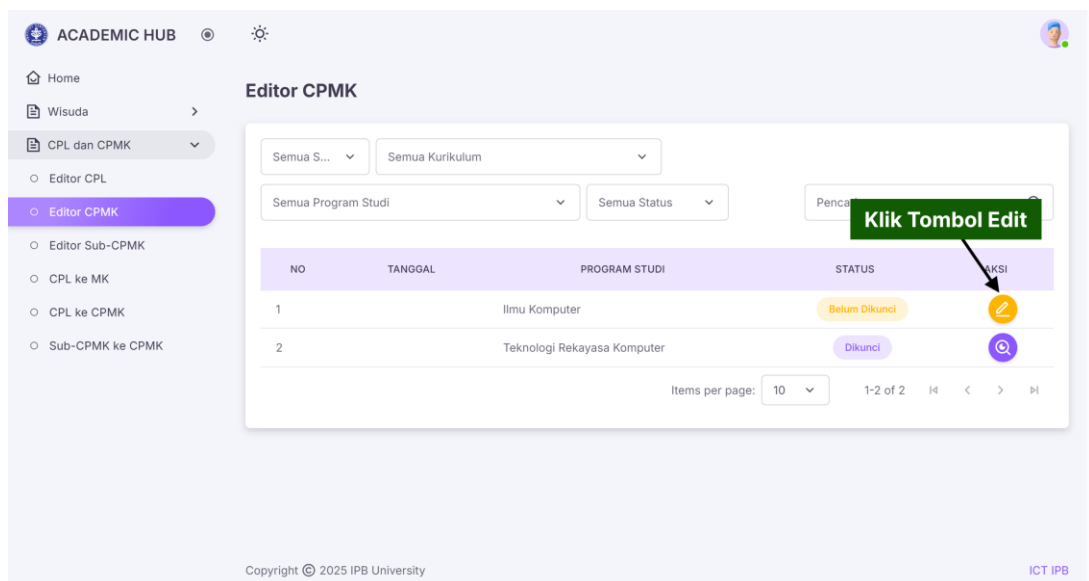 ACADEMIC HUB
Home
Wisuda
CPL dan CPMK
Editor CPL
Editor CPMK
Editor Sub-CPMK
CPL ke MK
CPL ke CPMK
Sub-CPMK ke CPMK
Editor CPMK
Semua S... Semua Kurikulum
Semua Program Studi Semua Status
Klik Tombol Edit
NO TANGGAL PROGRAM STUDI STATUS AKSI
1 Ilmu Komputer Belum Dikunci
2 Teknologi Rekayasa Komputer Dikunci
Items per page: 10 1-2 of 2
Copyright © 2025 IPB University ICT IPB